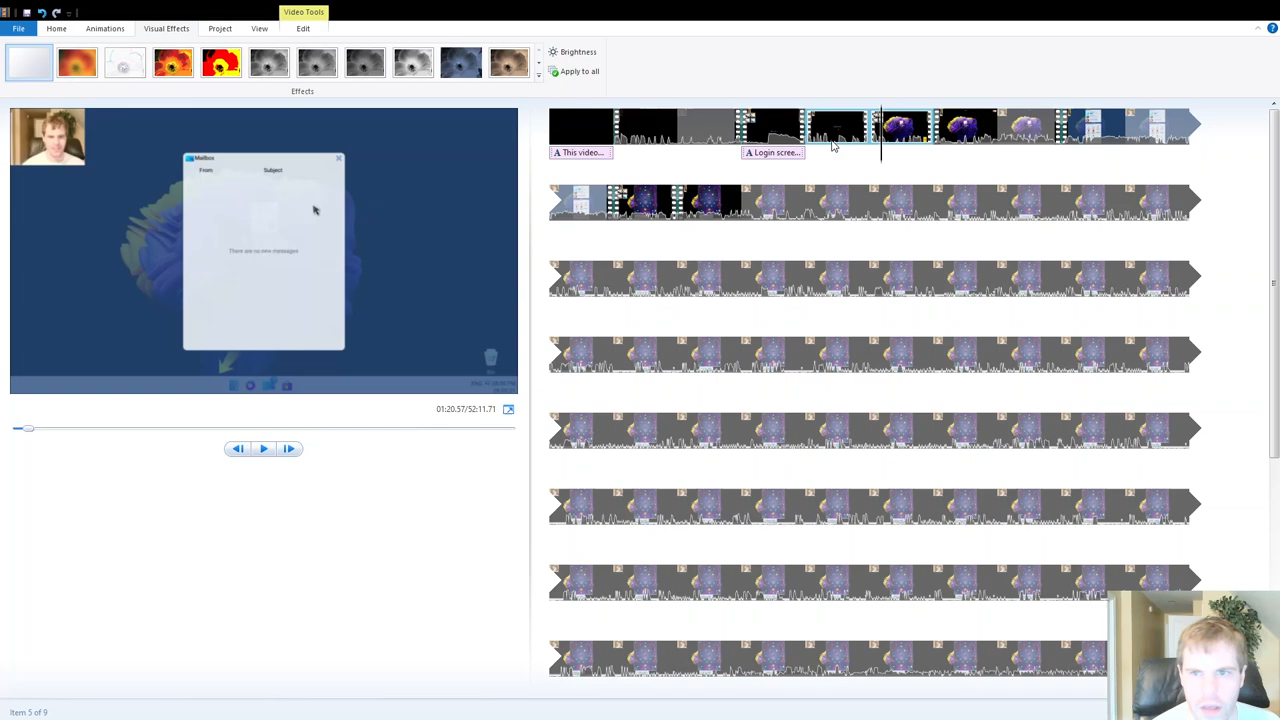 Video Tools
File Home Animations Visual Effects Project View Edit
Brightness
Apply to all
Effects
Mailbox
From Subject
There are no new messages
A This video...
A Login scree...
01:20.57/52:11.71
Item 5 of 9